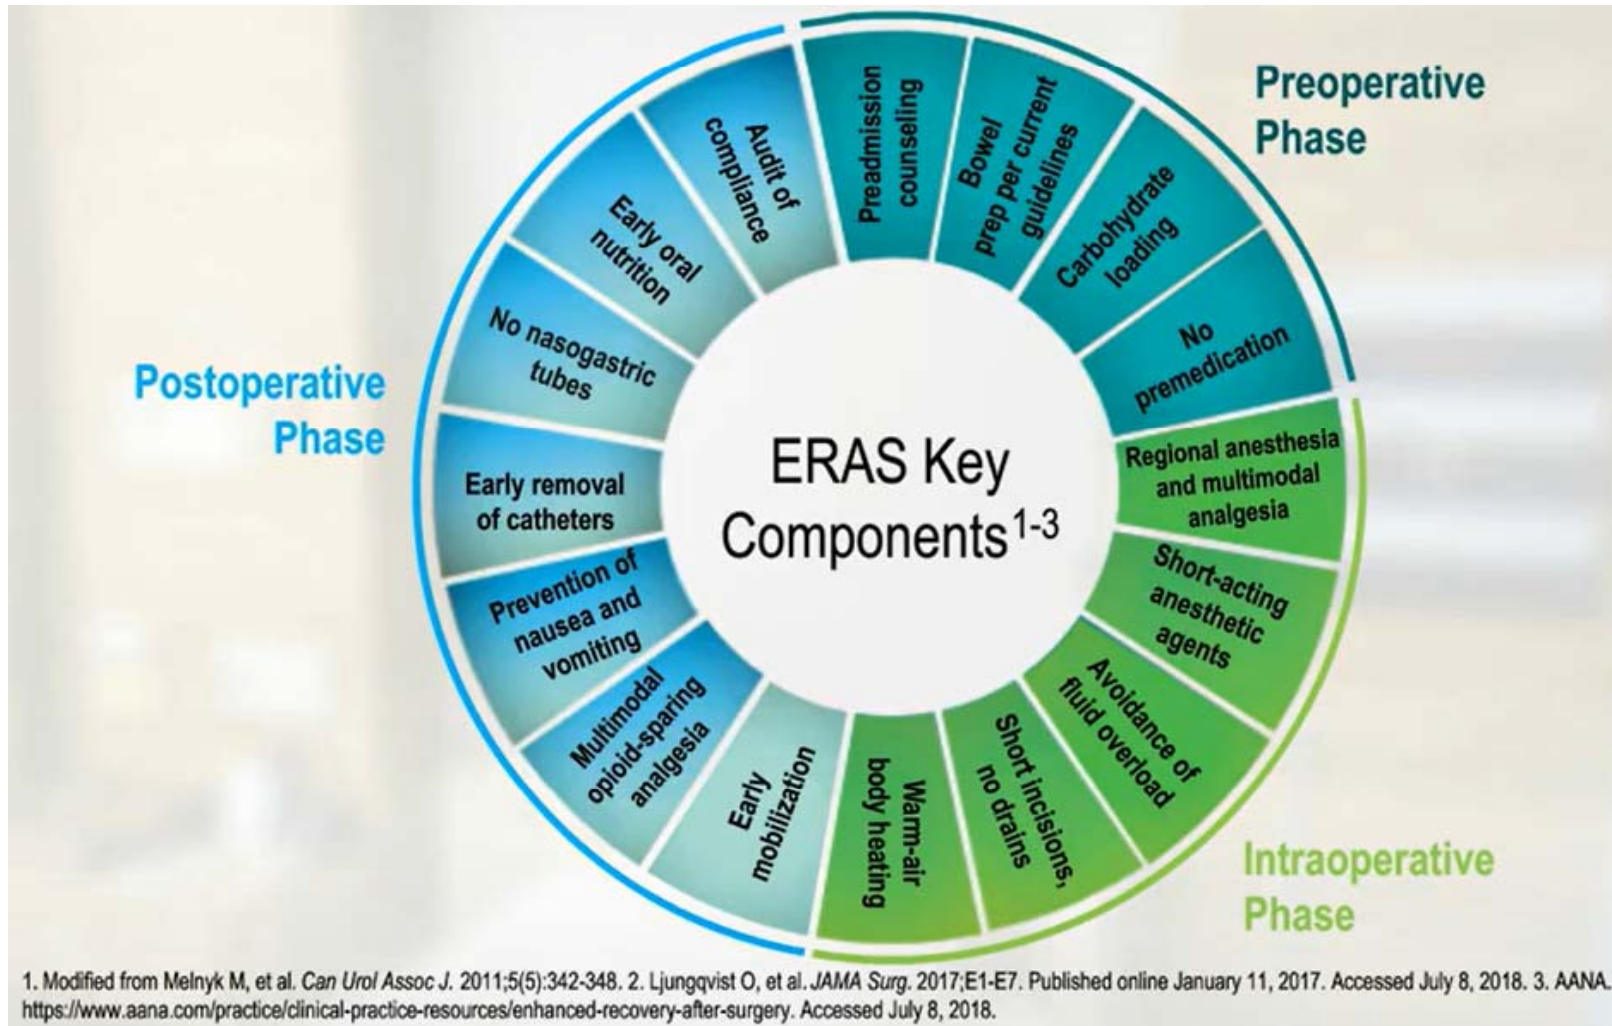 Preoperative
Phase
Preadmission
counseling
Bowel
prep per current
guidelines
Carbohydrate
loading
No
premedication
Regional anesthesia
and multimodal
analgesia
Short-acting
anesthetic
agents
Avoidance of
fluid overload
Short incisions,
no drains
Warm-air
body heating
Intraoperative
Phase
Early
mobilization
Multimodal
opioid-sparing
analgesia
Prevention of
nausea and
vomiting
Early removal
of catheters
No nasogastric
tubes
Early oral
nutrition
Audit of
compliance
Postoperative
Phase
ERAS Key
Components1-3
1. Modified from Melnyk M, et al. Can Urol Assoc J. 2011;5(5):342-348. 2. Ljungqvist O, et al. JAMA Surg. 2017;E1-E7. Published online January 11, 2017. Accessed July 8, 2018. 3. AANA.
https://www.aana.com/practice/clinical-practice-resources/enhanced-recovery-after-surgery. Accessed July 8, 2018.